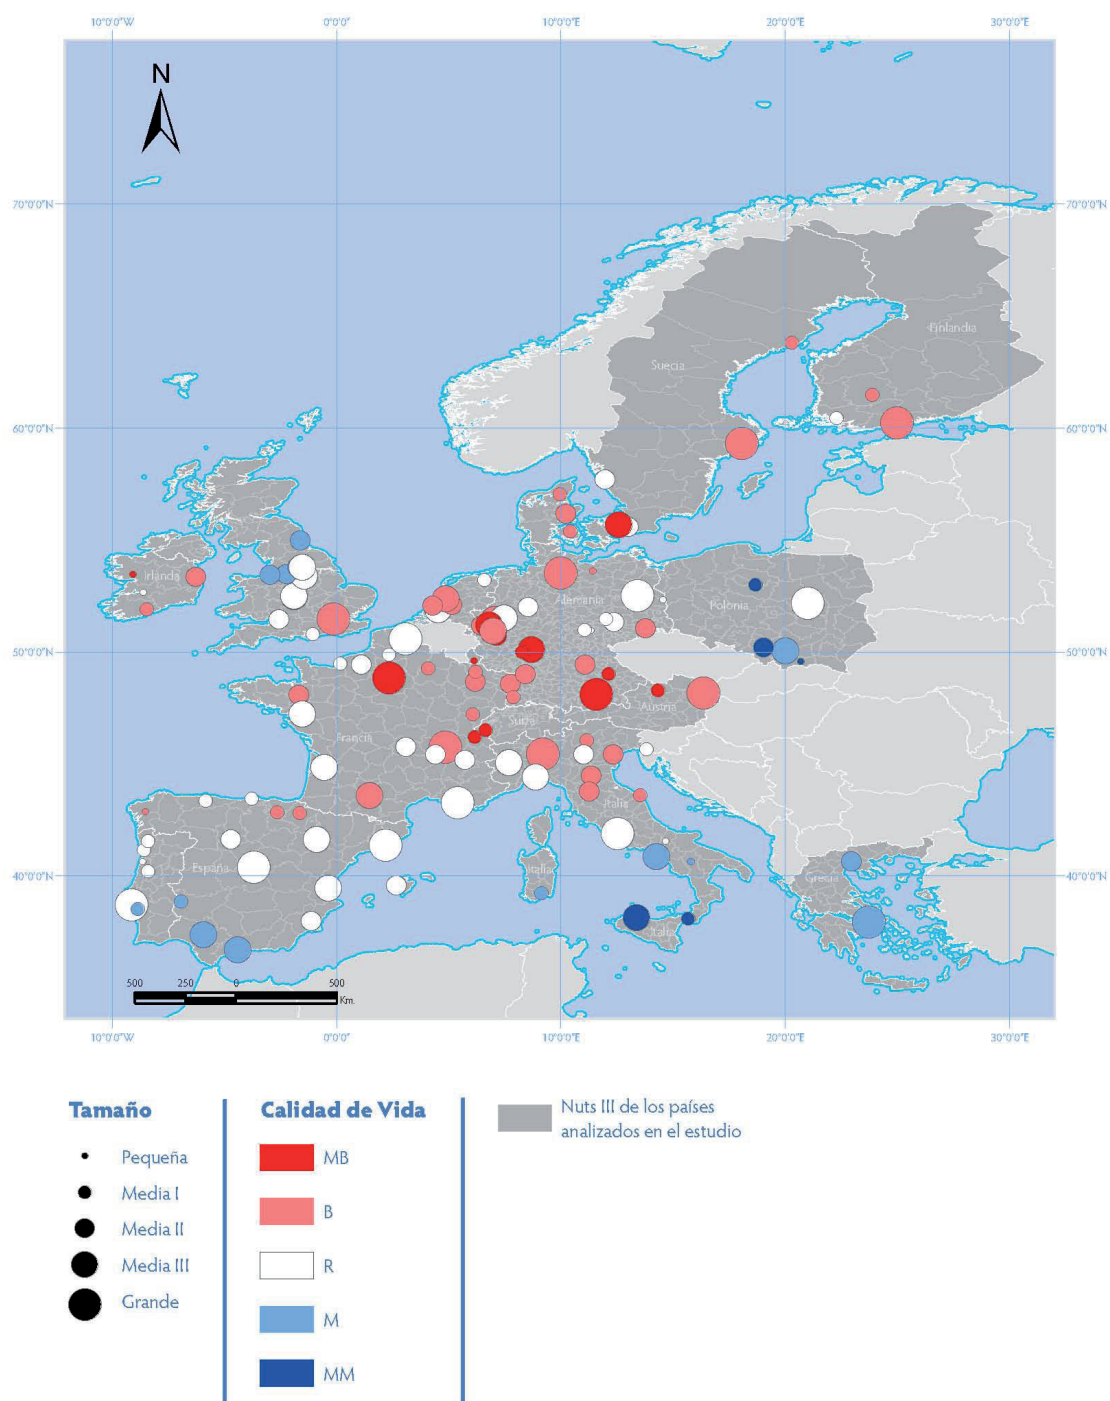 10°0'0"W 0°0'0" 10°0'0"E 20°0'0"E 30°0'0"E
N
70°0'0"N 70°0'0"N
Finlandia
Suecia
60°0'0"N 60°0'0"N
Irlanda
Alemania
Polonia
50°0'0"N 50°0'0"N
Austria
Suiza
Francia
Italia
España
Italia
Grecia
40°0'0"N 40°0'0"N
Italia
500 250 0 500
Km.
10°0'0"W 0°0'0" 10°0'0"E 20°0'0"E 30°0'0"E
Tamaño
Pequeña
Media I
Media II
Media III
Grande
Calidad de Vida
MB
B
R
M
MM
Nuts III de los países
analizados en el estudio